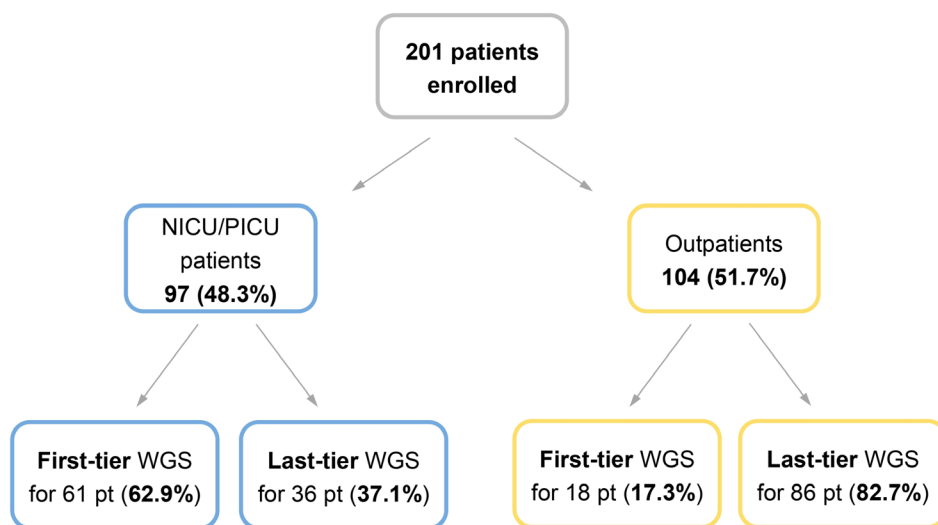 201 patients
enrolled
NICU/PICU
patients
97 (48.3%)
Outpatients
104 (51.7%)
First-tier WGS
for 61 pt (62.9%)
Last-tier WGS
for 36 pt (37.1%)
First-tier WGS
for 18 pt (17.3%)
Last-tier WGS
for 86 pt (82.7%)